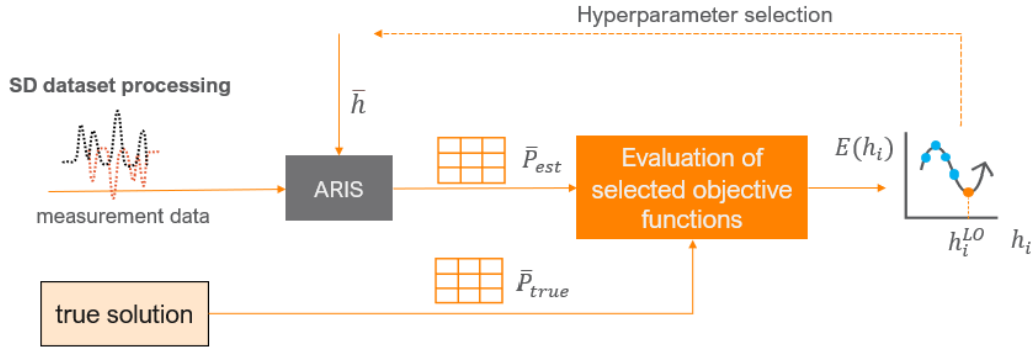 Hyperparameter selection
SD dataset processing
h̄
measurement data
ARIS
P̄est
Evaluation of
selected objective
functions
E(hᵢ)
hᵢᴸᴼ
hᵢ
true solution
P̄true